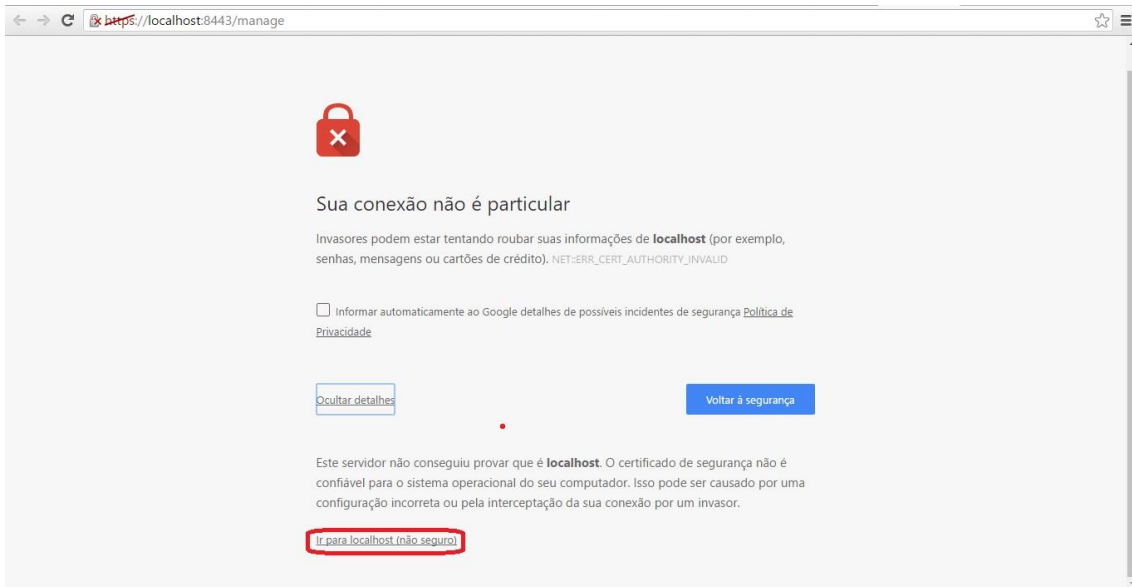 https://localhost:8443/manage
Sua conexão não é particular
Invasores podem estar tentando roubar suas informações de localhost (por exemplo,
senhas, mensagens ou cartões de crédito). NET::ERR_CERT_AUTHORITY_INVALID
Informar automaticamente ao Google detalhes de possíveis incidentes de segurança Política de
Privacidade
Ocultar detalhes
Voltar à segurança
Este servidor não conseguiu provar que é localhost. O certificado de segurança não é
confiável para o sistema operacional do seu computador. Isso pode ser causado por uma
configuração incorreta ou pela interceptação da sua conexão por um invasor.
Ir para localhost (não seguro)